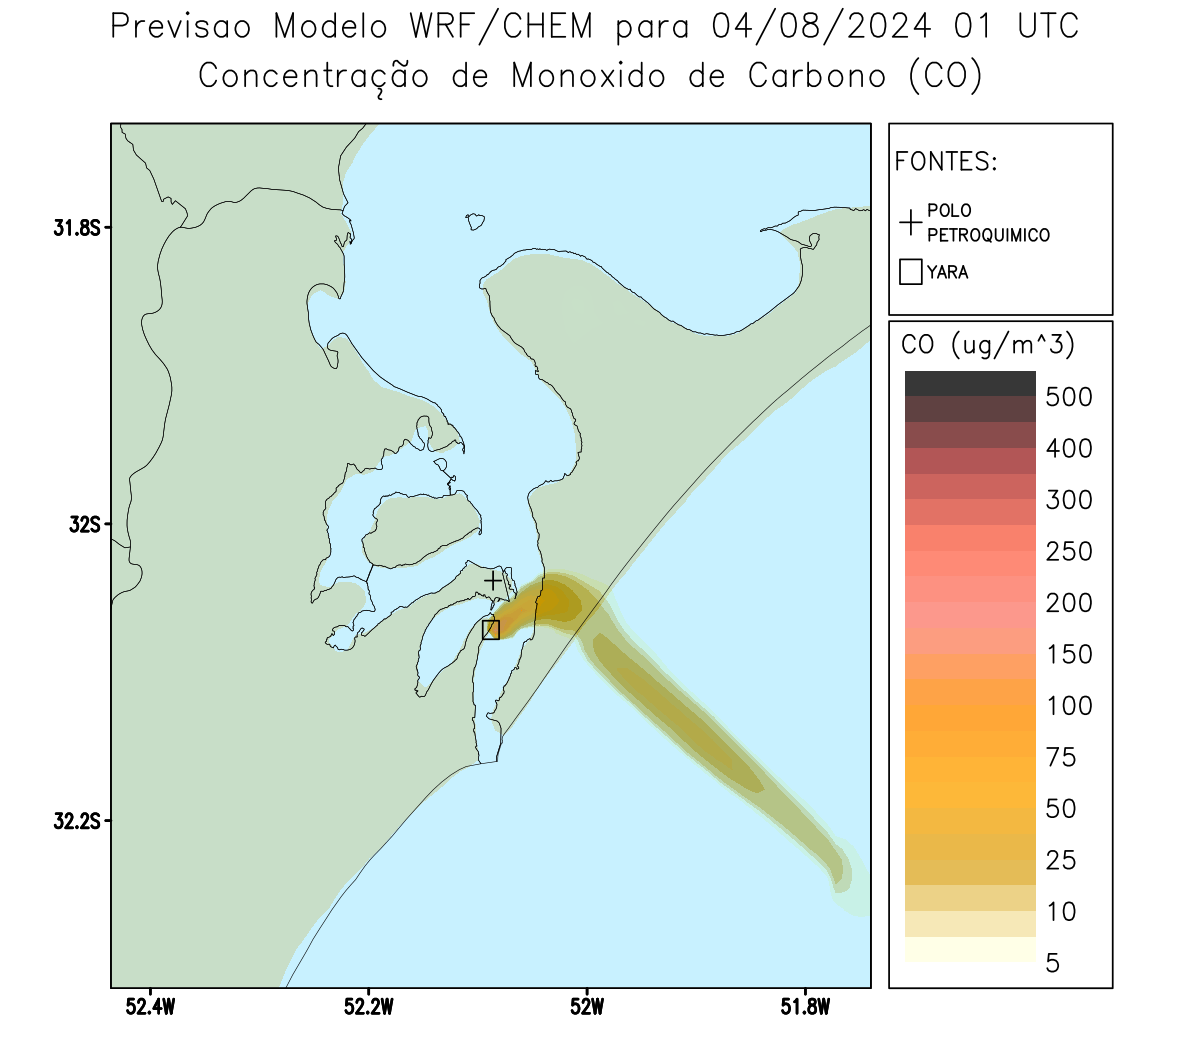 Previsao Modelo WRF/CHEM para 04/08/2024 01 UTC
Concentração de Monoxido de Carbono (CO)
FONTES:
POLO
PETROQUIMICO
YARA
CO (ug/m^3)
500
400
300
250
200
150
100
75
50
25
10
5
31.8S
32S
32.2S
52.4W
52.2W
52W
51.8W